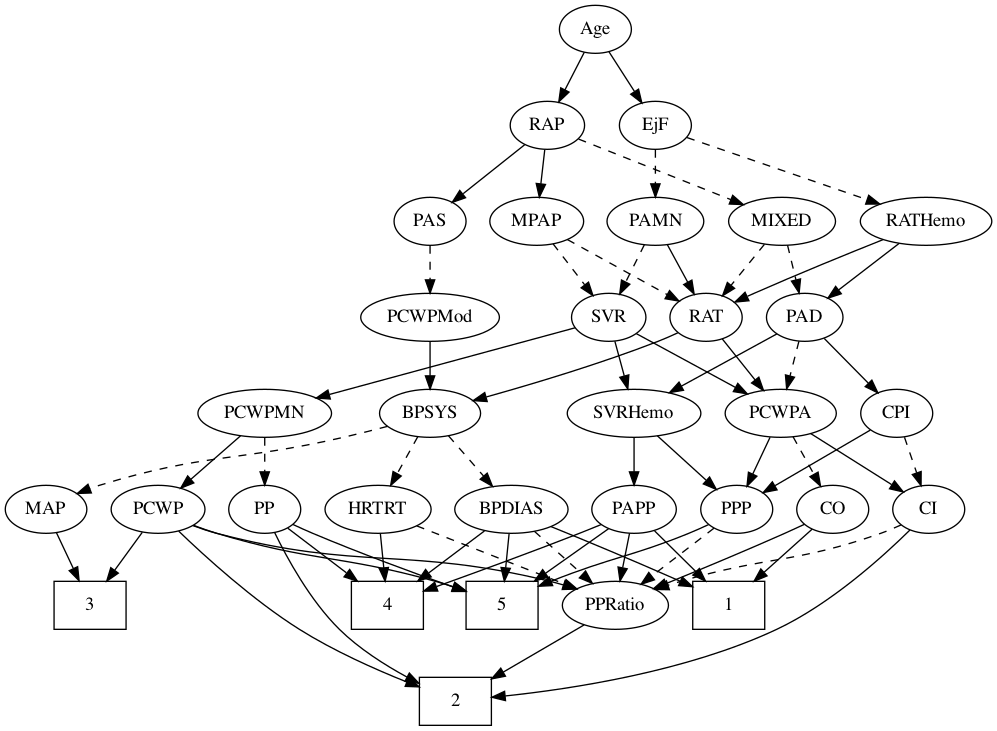 Age
RAP
EjF
PAS
MPAP
PAMN
MIXED
RATHemo
PCWPMod
SVR
RAT
PAD
PCWPMN
BPSYS
SVRHemo
PCWPA
CPI
MAP
PCWP
PP
HRTRT
BPDIAS
PAPP
PPP
CO
CI
3
4
5
PPRatio
1
2